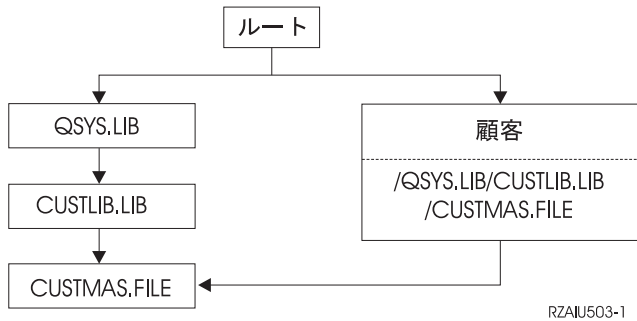 ルート
QSYS.LIB
CUSTLIB.LIB
CUSTMAS.FILE
顧客
/QSYS.LIB/CUSTLIB.LIB
/CUSTMAS.FILE
RZAIU503-1